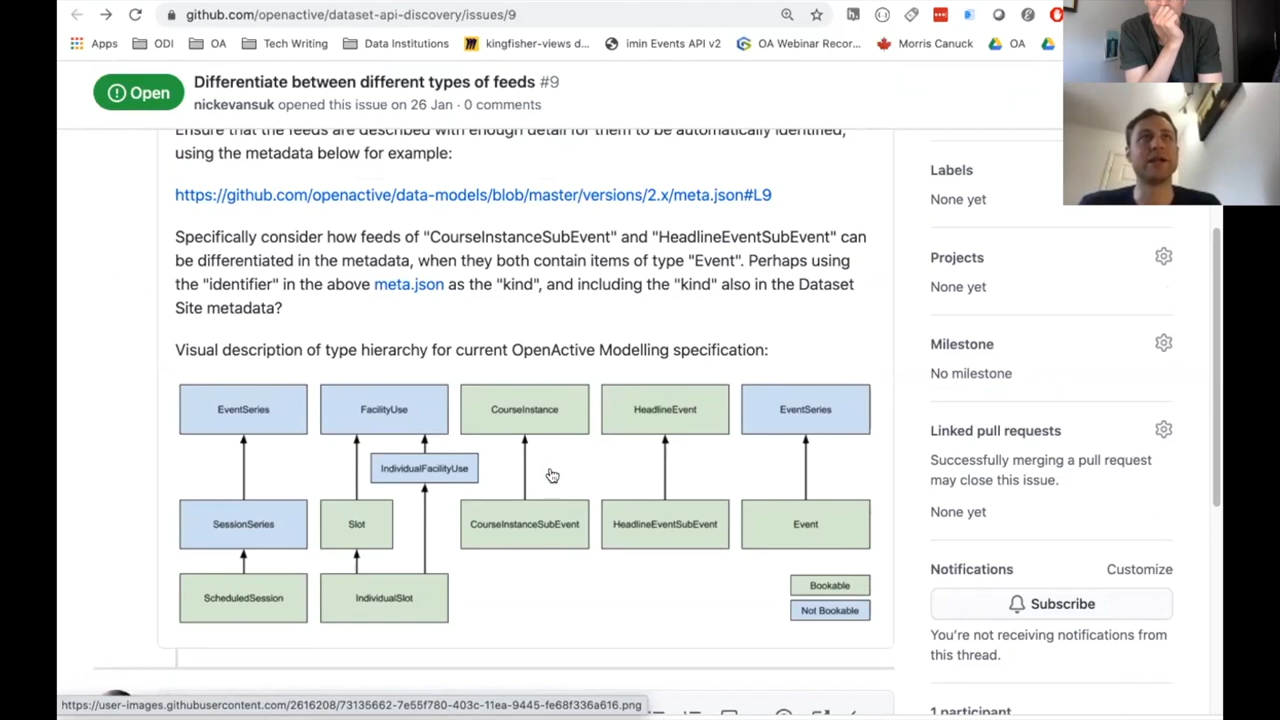 github.com/openactive/dataset-api-discovery/issues/9
Apps ODI OA Tech Writing Data Institutions kingfisher-views d... imin Events API v2 OA Webinar Recor... Morris Canuck OA
Open
Differentiate between different types of feeds #9
nickevansuk opened this issue on 26 Jan · 0 comments
Ensure that the feeds are described with enough detail for them to be automatically identified,
using the metadata below for example:
https://github.com/openactive/data-models/blob/master/versions/2.x/meta.json#L9
Specifically consider how feeds of "CourseInstanceSubEvent" and "HeadlineEventSubEvent" can
be differentiated in the metadata, when they both contain items of type "Event". Perhaps using
the "identifier" in the above meta.json as the "kind", and including the "kind" also in the Dataset
Site metadata?
Visual description of type hierarchy for current OpenActive Modelling specification:
EventSeries FacilityUse CourseInstance HeadlineEvent EventSeries
IndividualFacilityUse
SessionSeries Slot CourseInstanceSubEvent HeadlineEventSubEvent Event
ScheduledSession IndividualSlot
Bookable
Not Bookable
Labels
None yet
Projects
None yet
Milestone
No milestone
Linked pull requests
Successfully merging a pull request
may close this issue.
None yet
Notifications Customize
Subscribe
You're not receiving notifications from
this thread.
1 participant
https://user-images.githubusercontent.com/2616208/73135662-7e55f780-403c-11ea-9445-fe68f336a616.png